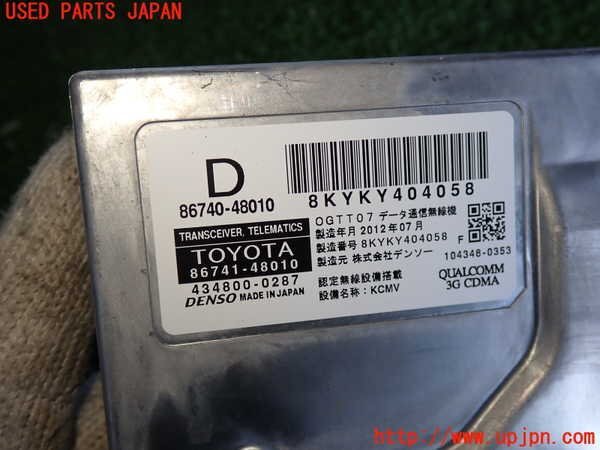 USED PARTS JAPAN
D
86740-48010
8KYKY404058
TRANSCEIVER, TELEMATICS
TOYOTA
86741-48010
434800-0287
DENSO MADE IN JAPAN
OGTT07 データ通信無線機
製造年月 2012年07月
製造番号 8KYKY404058
製造元 株式会社デンソー
F
104348-0353
認定無線設備搭載
設備名称：KCMV
QUALCOMM
3G CDMA
http://www.upjpn.com/